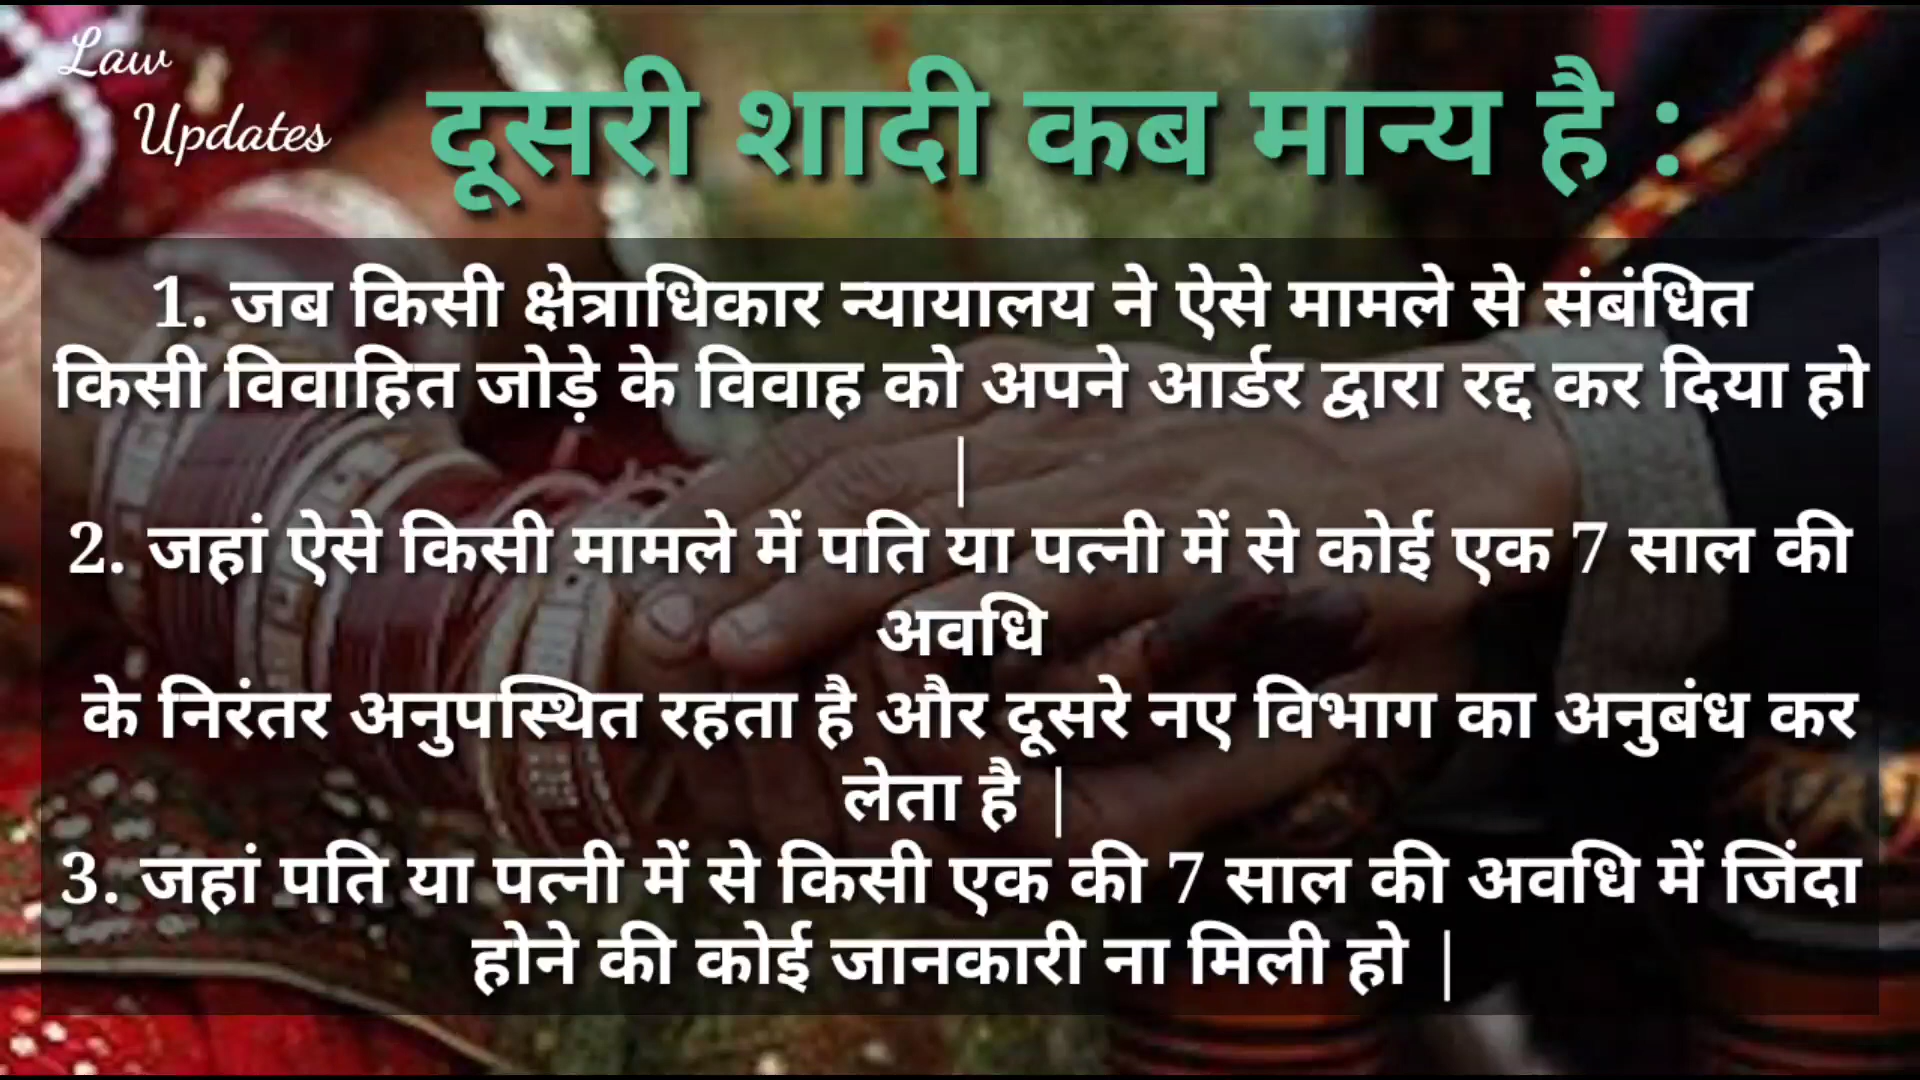 Law
Updates
दूसरी शादी कब मान्य है :
1. जब किसी क्षेत्राधिकार न्यायालय ने ऐसे मामले से संबंधित
किसी विवाहित जोड़े के विवाह को अपने आर्डर द्वारा रद्द कर दिया हो
|
2. जहां ऐसे किसी मामले में पति या पत्नी में से कोई एक 7 साल की
अवधि
के निरंतर अनुपस्थित रहता है और दूसरे नए विभाग का अनुबंध कर
लेता है |
3. जहां पति या पत्नी में से किसी एक की 7 साल की अवधि में जिंदा
होने की कोई जानकारी ना मिली हो |